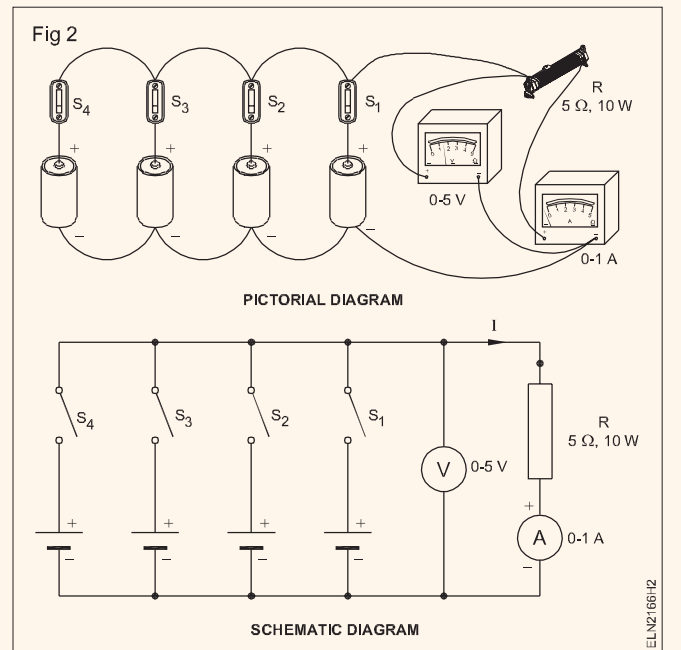 Fig 2
S4 S3 S2 S1
R
5 Ω, 10 W
+ + + +
0-5 V
- - - -
0-1 A
PICTORIAL DIAGRAM
I
S4 S3 S2 S1
R
5 Ω, 10 W
V 0-5 V
+ + + + +
A 0-1 A
- - - - -
SCHEMATIC DIAGRAM
ELN2166H2